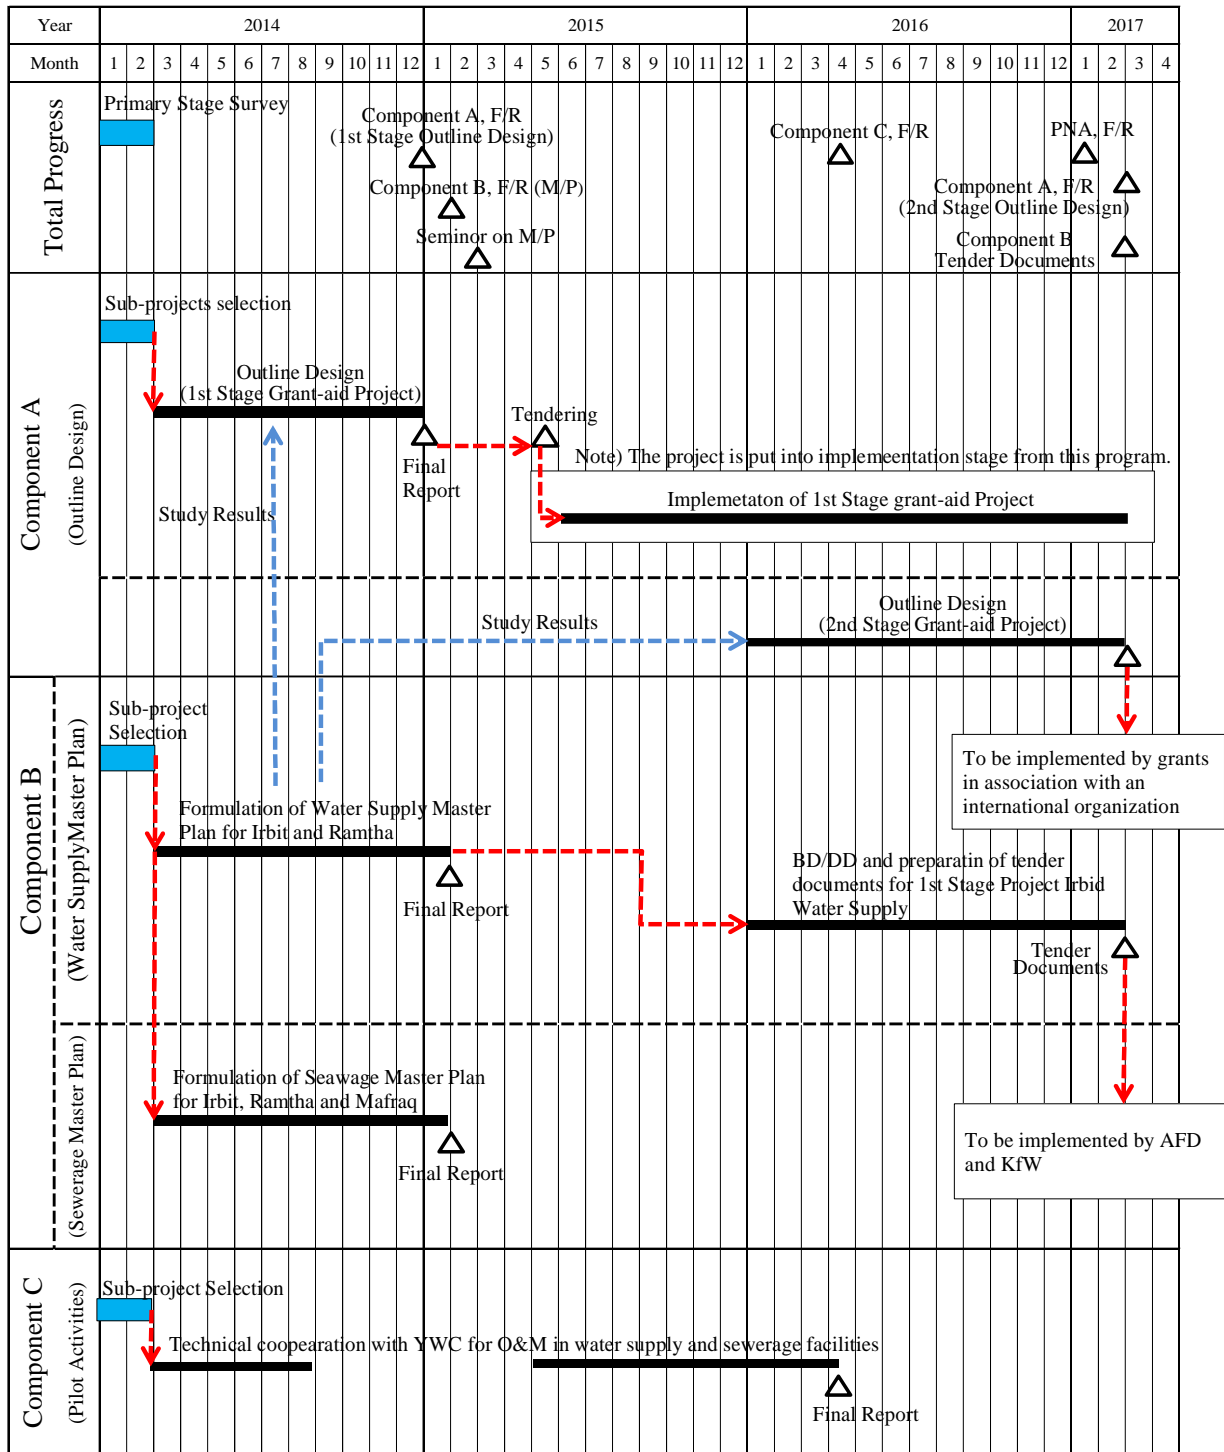 Year 2014 2015 2016 2017
Month 1 2 3 4 5 6 7 8 9 10 11 12 1 2 3 4 5 6 7 8 9 10 11 12 1 2 3 4 5 6 7 8 9 10 11 12 1 2 3 4
Total Progress
Primary Stage Survey
Component A, F/R
(1st Stage Outline Design)
Component B, F/R (M/P)
Seminor on M/P
Component C, F/R
PNA, F/R
Component A, F/R
(2nd Stage Outline Design)
Component B
Tender Documents
Component A
(Outline Design)
Sub-projects selection
Outline Design
(1st Stage Grant-aid Project)
Final
Report
Tendering
Note) The project is put into implemeentation stage from this program.
Implemetaton of 1st Stage grant-aid Project
Study Results
Study Results
Outline Design
(2nd Stage Grant-aid Project)
To be implemented by grants
in association with an
international organization
Component B
(Water SupplyMaster Plan)
Sub-project
Selection
Formulation of Water Supply Master
Plan for Irbit and Ramtha
Final Report
BD/DD and preparatin of tender
documents for 1st Stage Project Irbid
Water Supply
Tender
Documents
(Sewerage Master Plan)
Formulation of Seawage Master Plan
for Irbit, Ramtha and Mafraq
Final Report
To be implemented by AFD
and KfW
Component C
(Pilot Activities)
Sub-project Selection
Technical coopearation with YWC for O&M in water supply and sewerage facilities
Final Report